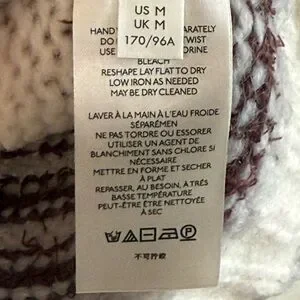 US M
UK M
170/96A
HAND
ARATELY
DO
TWIST
USE
ORINE
BLEACH
RESHAPE LAY FLAT TO DRY
LOW IRON AS NEEDED
MAY BE DRY CLEANED
LAVER À LA MAIN À L'EAU FROIDE
SÉPARÉMEN
NE PAS TORDRE OU ESSORER
UTILISER UN AGENT DE
BLANCHIMENT SANS CHLORE SI
NÉCESSAIRE
METTRE EN FORME ET SECHER
À PLAT
REPASSER, AU BESOIN, À TRÈS
BASSE TEMPÉRATURE
PEUT-ÊTRE ÊTRE NETTOYÉE
À SEC
P
不可拧绞